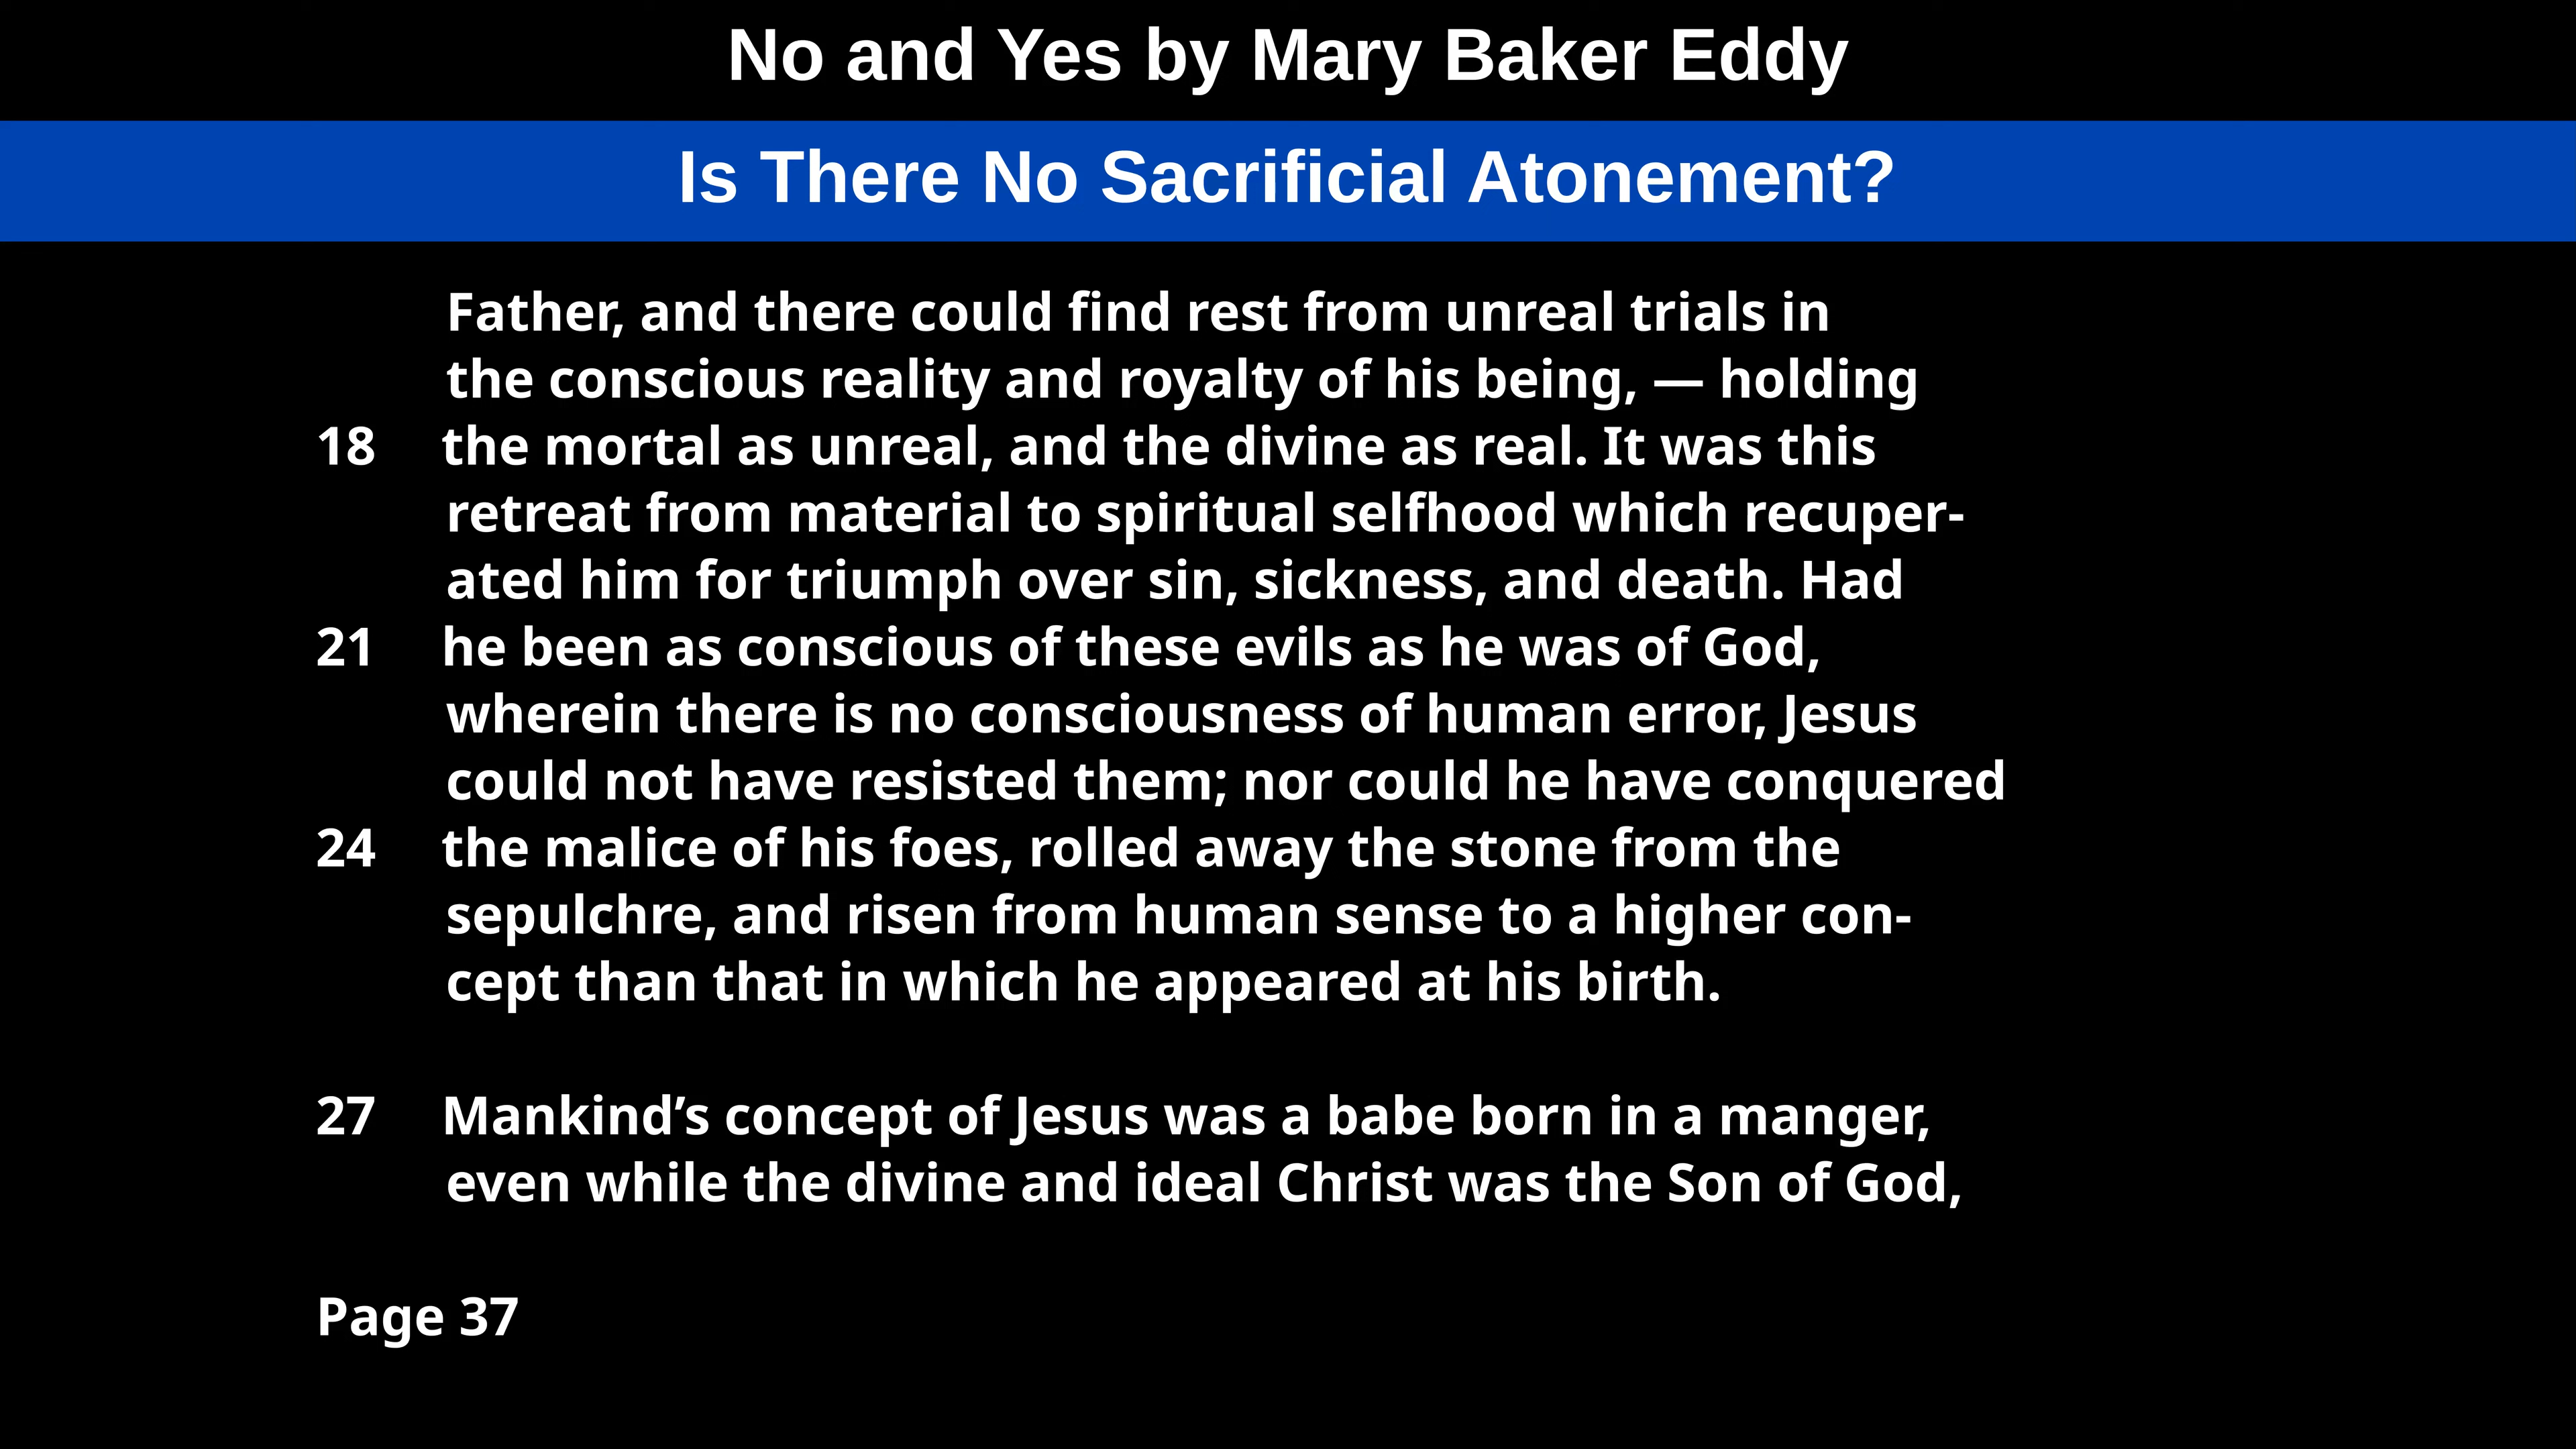 No and Yes by Mary Baker Eddy
Is There No Sacrificial Atonement?
Father, and there could find rest from unreal trials in
the conscious reality and royalty of his being, — holding
18 the mortal as unreal, and the divine as real. It was this
retreat from material to spiritual selfhood which recuper-
ated him for triumph over sin, sickness, and death. Had
21 he been as conscious of these evils as he was of God,
wherein there is no consciousness of human error, Jesus
could not have resisted them; nor could he have conquered
24 the malice of his foes, rolled away the stone from the
sepulchre, and risen from human sense to a higher con-
cept than that in which he appeared at his birth.
27 Mankind’s concept of Jesus was a babe born in a manger,
even while the divine and ideal Christ was the Son of God,
Page 37